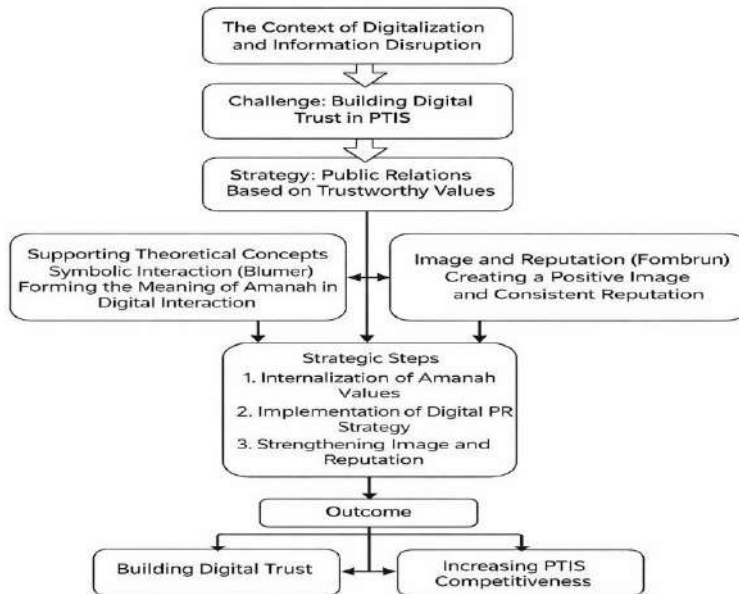 The Context of Digitalization
and Information Disruption
Challenge: Building Digital
Trust in PTIS
Strategy: Public Relations
Based on Trustworthy Values
Supporting Theoretical Concepts
Symbolic Interaction (Blumer)
Forming the Meaning of Amanah in
Digital Interaction
Image and Reputation (Fombrun)
Creating a Positive Image
and Consistent Reputation
Strategic Steps
1. Internalization of Amanah
Values
2. Implementation of Digital PR
Strategy
3. Strengthening Image and
Reputation
Outcome
Building Digital Trust
Increasing PTIS
Competitiveness